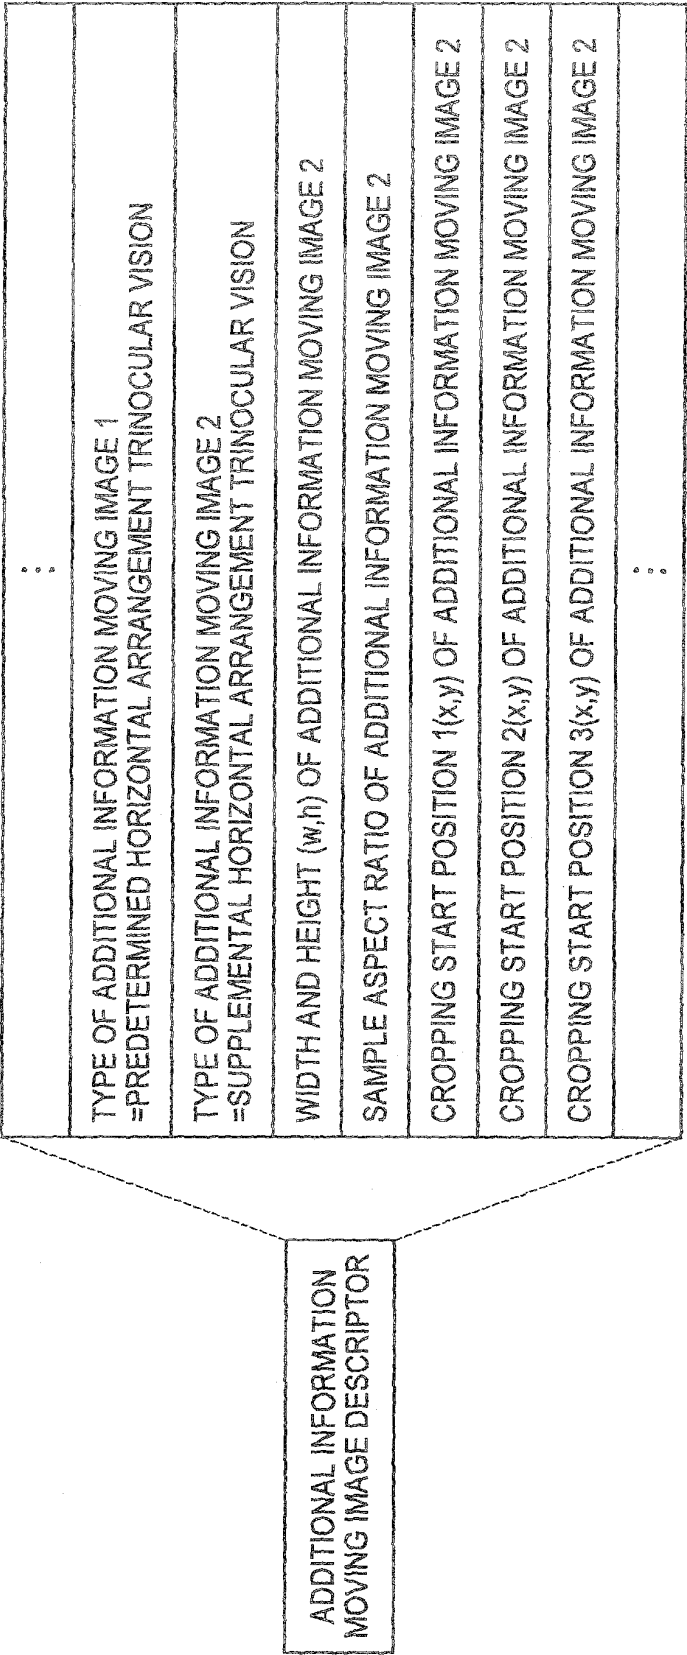 ADDITIONAL INFORMATION
MOVING IMAGE DESCRIPTOR
⋮
TYPE OF ADDITIONAL INFORMATION MOVING IMAGE 1
=PREDETERMINED HORIZONTAL ARRANGEMENT TRINOCULAR VISION
TYPE OF ADDITIONAL INFORMATION MOVING IMAGE 2
=SUPPLEMENTAL HORIZONTAL ARRANGEMENT TRINOCULAR VISION
WIDTH AND HEIGHT (w,h) OF ADDITIONAL INFORMATION MOVING IMAGE 2
SAMPLE ASPECT RATIO OF ADDITIONAL INFORMATION MOVING IMAGE 2
CROPPING START POSITION 1(x,y) OF ADDITIONAL INFORMATION MOVING IMAGE 2
CROPPING START POSITION 2(x,y) OF ADDITIONAL INFORMATION MOVING IMAGE 2
CROPPING START POSITION 3(x,y) OF ADDITIONAL INFORMATION MOVING IMAGE 2
⋮